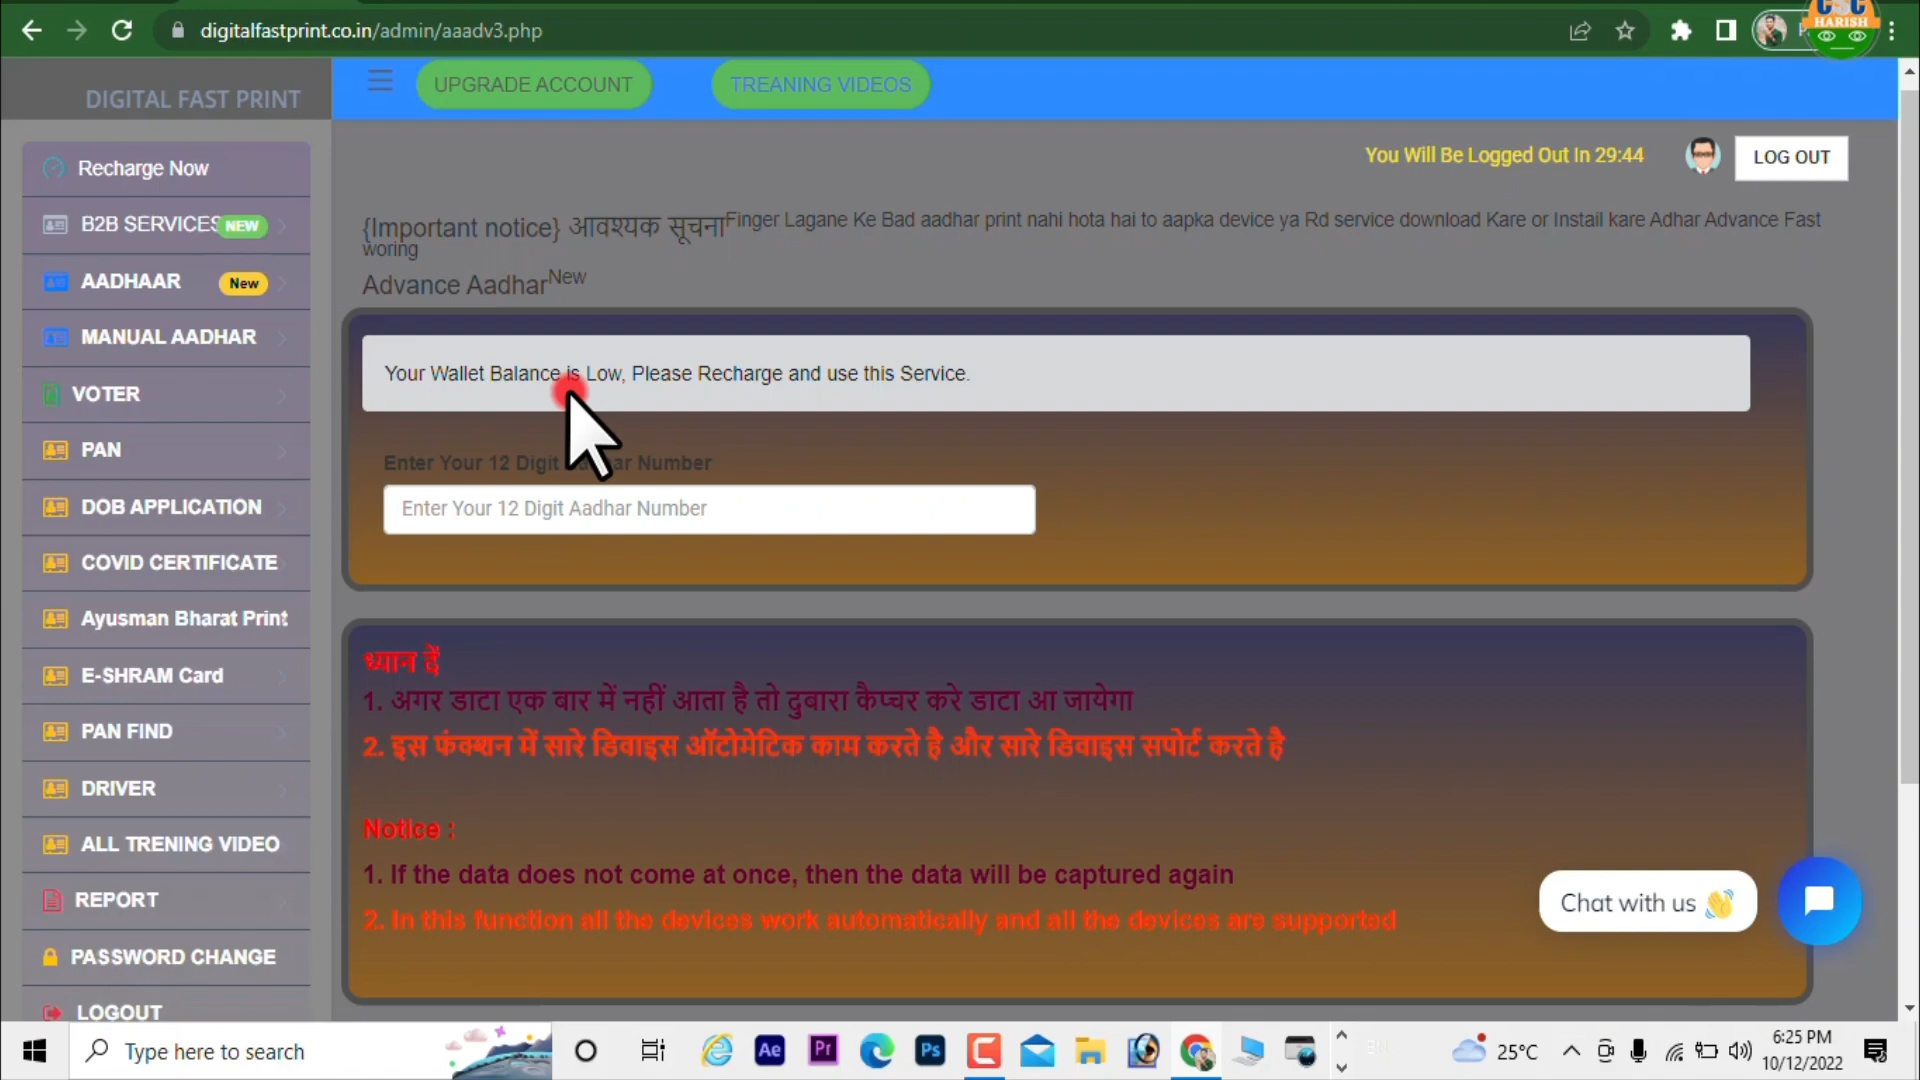 digitalfastprint.co.in/admin/aaadv3.php
CSC
HARISH
DIGITAL FAST PRINT
UPGRADE ACCOUNT
TREANING VIDEOS
You Will Be Logged Out In 29:44
LOG OUT
Recharge Now
B2B SERVICES NEW
AADHAAR New
MANUAL AADHAR
VOTER
PAN
DOB APPLICATION
COVID CERTIFICATE
Ayusman Bharat Print
E-SHRAM Card
PAN FIND
DRIVER
ALL TRENING VIDEO
REPORT
PASSWORD CHANGE
LOGOUT
{Important notice} आवश्यक सूचना Finger Lagane Ke Bad aadhar print nahi hota hai to aapka device ya Rd service download Kare or Instail kare Adhar Advance Fast
woring
Advance Aadhar New
Your Wallet Balance is Low, Please Recharge and use this Service.
Enter Your 12 Digit Aadhar Number
Enter Your 12 Digit Aadhar Number
ध्यान दें
1. अगर डाटा एक बार में नहीं आता है तो दुबारा कैप्चर करे डाटा आ जायेगा
2. इस फंक्शन में सारे डिवाइस ऑटोमेटिक काम करते है और सारे डिवाइस सपोर्ट करते है
Notice :
1. If the data does not come at once, then the data will be captured again
2. In this function all the devices work automatically and all the devices are supported
Chat with us
Type here to search
Ae
Pr
Ps
25°C
6:25 PM
10/12/2022